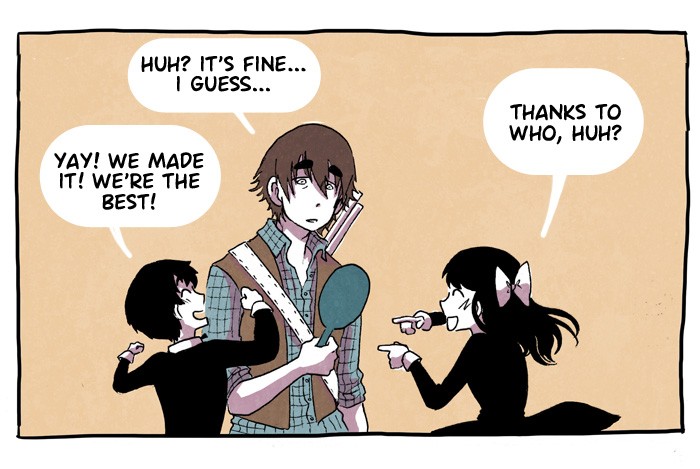 HUH? IT'S FINE...
I GUESS...
YAY! WE MADE
IT! WE'RE THE
BEST!
THANKS TO
WHO, HUH?